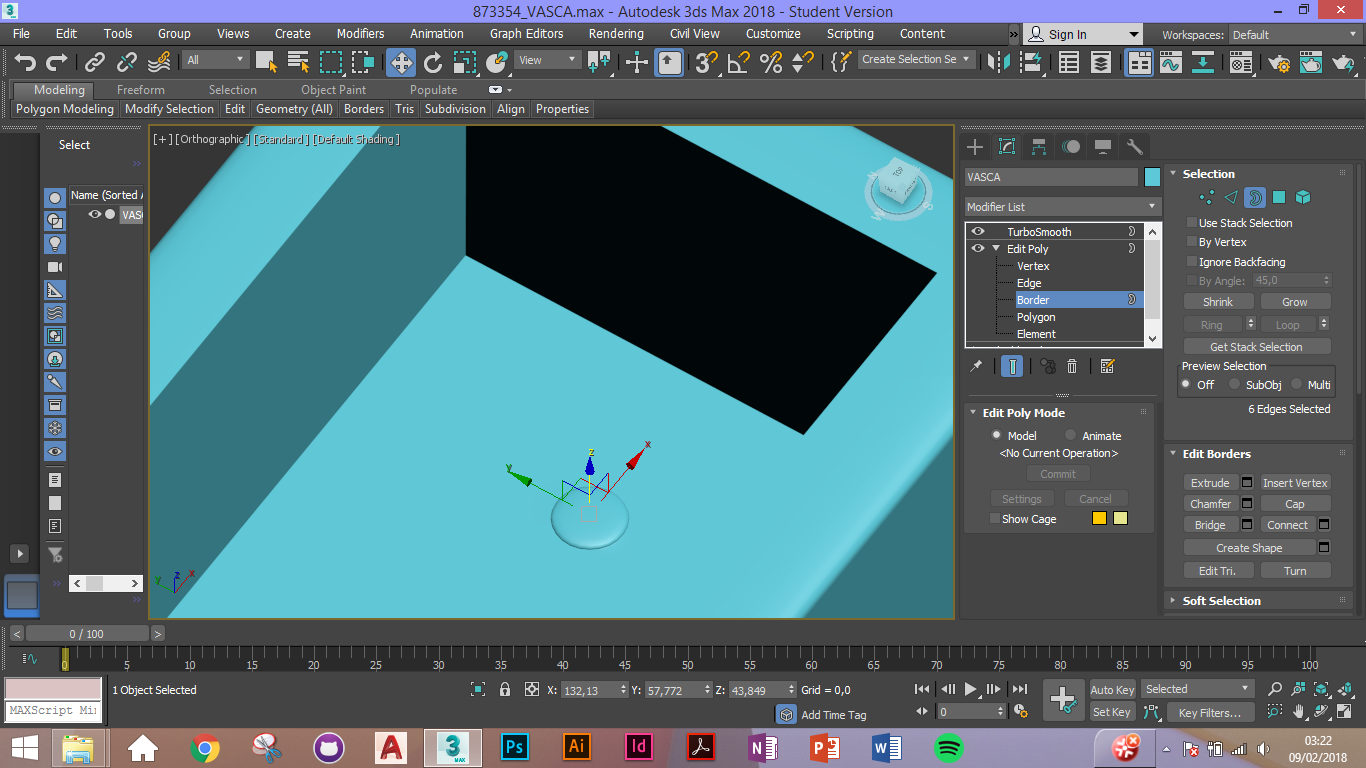 873354_VASCA.max - Autodesk 3ds Max 2018 - Student Version
File Edit Tools Group Views Create Modifiers Animation Graph Editors Rendering Civil View Customize Scripting Content
Sign In
Workspaces: Default
All
View
Create Selection Se
Modeling Freeform Selection Object Paint Populate
Polygon Modeling Modify Selection Edit Geometry (All) Borders Tris Subdivision Align Properties
Select
[+] [Orthographic ] [Standard ] [Default Shading ]
Name (Sorted A
VASC
VASCA
Modifier List
TurboSmooth
Edit Poly
Vertex
Edge
Border
Polygon
Element
Edit Poly Mode
Model Animate
<No Current Operation>
Commit
Settings Cancel
Show Cage
Selection
Use Stack Selection
By Vertex
Ignore Backfacing
By Angle: 45,0
Shrink Grow
Ring Loop
Get Stack Selection
Preview Selection
Off SubObj Multi
6 Edges Selected
Edit Borders
Extrude Insert Vertex
Chamfer Cap
Bridge Connect
Create Shape
Edit Tri. Turn
Soft Selection
z
x
y
z
x
y
0 / 100
0 5 10 15 20 25 30 35 40 45 50 55 60 65 70 75 80 85 90 95 100
1 Object Selected
X: 132,13 Y: 57,772 Z: 43,849 Grid = 0,0
Add Time Tag
0
Auto Key Selected
Set Key Key Filters...
MAXScript Min
03:22
09/02/2018